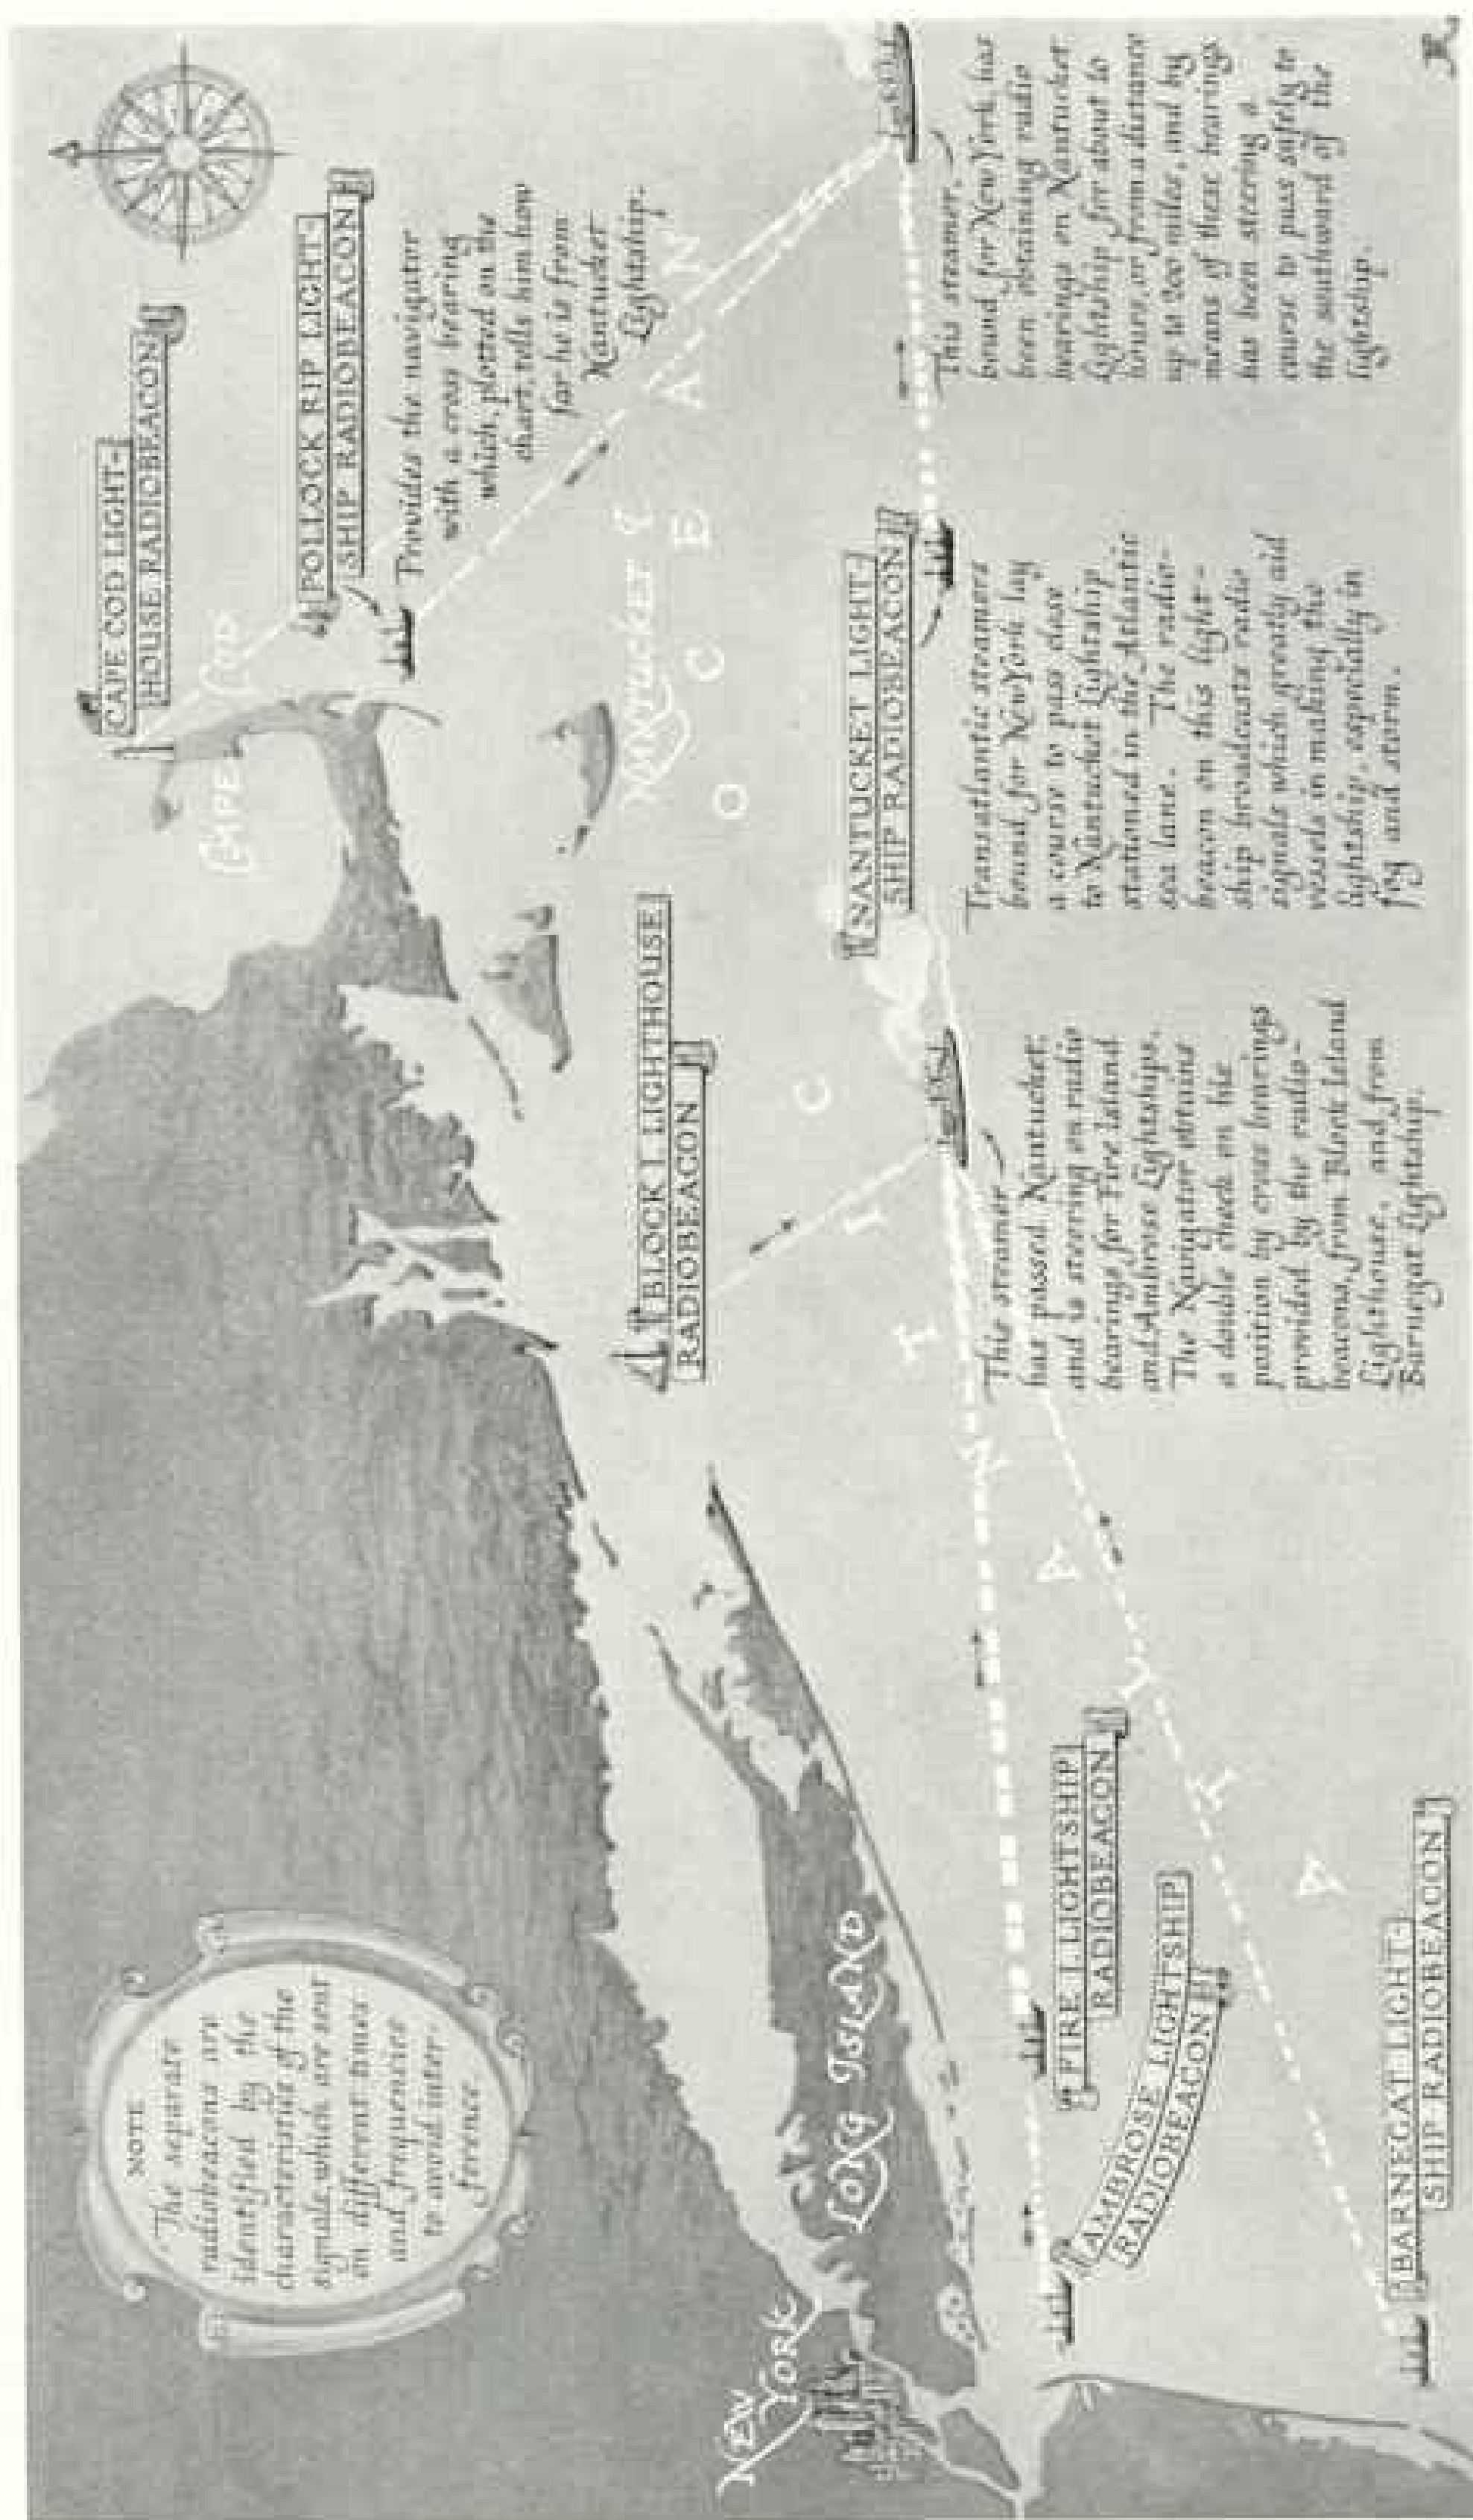 NOTE
The separate
radiobeacons are
identified by the
characteristic of the
signals, which are sent
in different times
and frequencies
to avoid inter-
ference
CAPE COD LIGHT-
HOUSE RADIOBEACON
CAPE COD
POLLOCK RIP LIGHT-
SHIP RADIOBEACON
Provides the navigator
with a cross bearing
which, plotted on the
chart, tells him how
far he is from
Nantucket
Lightship.
NANTUCKET I
BLOCK I. LIGHTHOUSE
RADIOBEACON
NEW
YORK
LONG ISLAND
ATLANTIC OCEAN
NANTUCKET LIGHT-
SHIP RADIOBEACON
FIRE I. LIGHTSHIP
RADIOBEACON
AMBROSE LIGHTSHIP
RADIOBEACON
BARNEGAT LIGHT-
SHIP RADIOBEACON
This steamer
has passed Nantucket,
and is steering on radio
bearings for Fire Island
and Ambrose Lightships.
The Navigator obtains
a double check on his
position by cross bearings
provided by the radio-
beacons, from Block Island
Lighthouse, and from
Barnegat Lightship.
Transatlantic steamers
bound for New York lay
a course to pass close
to Nantucket Lightship
stationed in the Atlantic
sea lane. The radio-
beacon on this light-
ship broadcasts radio
signals which greatly aid
vessels in making the
lightship, especially in
fog and storm.
This steamer,
bound for New York, has
been obtaining radio
bearings on Nantucket
Lightship for about 10
hours, or from a distance
up to 200 miles, and by
means of these bearings
has been steering a
course to pass safely to
the southward of the
lightship.